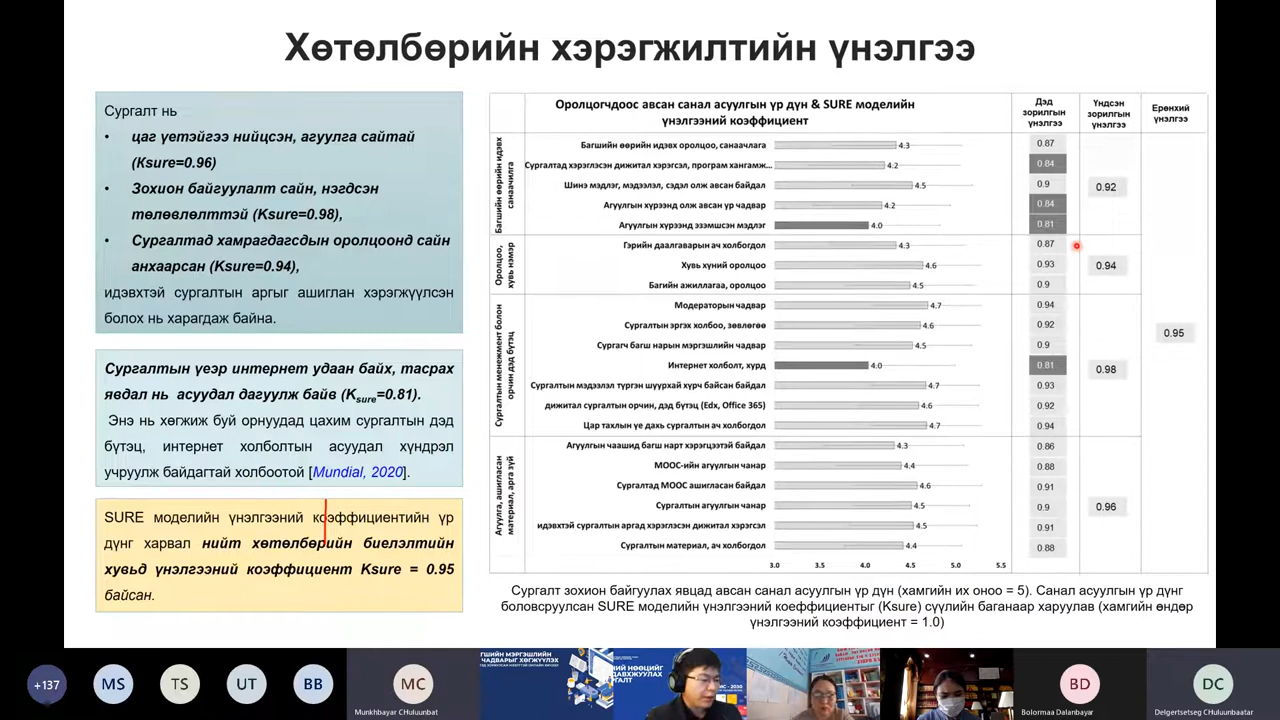 Хөтөлбөрийн хэрэгжилтийн үнэлгээ
Сургалт нь
• цаг үетэйгээ нийцсэн, агуулга сайтай
(Ksure=0.96)
• Зохион байгуулалт сайн, нэгдсэн
төлөвлөлттэй (Ksure=0.98),
• Сургалтад хамрагдагсдын оролцоонд сайн
анхаарсан (Ksure=0.94),
идэвхтэй сургалтын аргыг ашиглан хэрэгжүүлсэн
болох нь харагдаж байна.
Сургалтын үеэр интернет удаан байх, тасрах
явдал нь асуудал дагуулж байв (Ksure=0.81).
Энэ нь хөгжиж буй орнуудад цахим сургалтын дэд
бүтэц, интернет холболтын асуудал хүндрэл
учруулж байдагтай холбоотой [Mundial, 2020].
SURE моделийн үнэлгээний коэффициентийн үр
дүнг харвал нийт хөтөлбөрийн биелэлтийн
хувьд үнэлгээний коэффициент Ksure = 0.95
байсан.
Оролцогчдоос авсан санал асуулгын үр дүн & SURE моделийн
үнэлгээний коэффициент
Дэд
зорилгын
үнэлгээ
Үндсэн
зорилгын
үнэлгээ
Ерөнхий
үнэлгээ
Багшийн өөрийн идэвх
санаачилга
Багшийн өөрийн идэвх оролцоо, санаачлага 4.3 0.87
Сургалтад хэрэглэсэн дижитал хэрэгсэл, програм хангамж... 4.2 0.84
Шинэ мэдлэг, мэдээлэл, сэдэл олж авсан байдал 4.5 0.9 0.92
Агуулгын хүрээнд олж авсан ур чадвар 4.2 0.84
Агуулгын хүрээнд эзэмшсэн мэдлэг 4.0 0.81
Оролцоо,
хувь нэмэр
Гэрийн даалгаварын ач холбогдол 4.3 0.87
Хувь хүний оролцоо 4.6 0.93 0.94
Багийн ажиллагаа, оролцоо 4.5 0.9
Сургалтын менежмент болон
орчин дэд бүтэц
Модераторын чадвар 4.7 0.94
Сургалтын эргэх холбоо, зөвлөгөө 4.6 0.92 0.95
Сургагч багш нарын мэргэшлийн чадвар 4.5 0.9
Интернет холболт, хурд 4.0 0.81 0.98
Сургалтын мэдээлэл түргэн шуурхай хүрч байсан байдал 4.7 0.93
дижитал сургалтын орчин, дэд бүтэц (Edx, Office 365) 4.6 0.92
Цар тахлын үе дахь сургалтын ач холбогдол 4.7 0.94
Агуулга, ашигласан
материал, арга зүй
Агуулгын чаашид багш нарт хэрэгцээтэй байдал 4.3 0.86
МООС-ийн агуулгын чанар 4.4 0.88
Сургалтад МООС ашигласан байдал 4.6 0.91
Сургалтын агуулгын чанар 4.5 0.9 0.96
идэвхтэй сургалтын аргад хэрэглэсэн дижитал хэрэгсэл 4.5 0.91
Сургалтын материал, ач холбогдол 4.4 0.88
3.0 3.5 4.0 4.5 5.0 5.5
Сургалт зохион байгуулах явцад авсан санал асуулгын үр дүн (хамгийн их оноо = 5). Санал асуулгын үр дүнг
боловсруулсан SURE моделийн үнэлгээний коеффициентыг (Ksure) сүүлийн баганаар харуулав (хамгийн өндөр
үнэлгээний коэффициент = 1.0)
+137 MS TS UT BB MC BD DC
Munkhbayar CHuluunbat
Bolormaa Dalanbayar
Delgertsetseg CHuluunbaatar